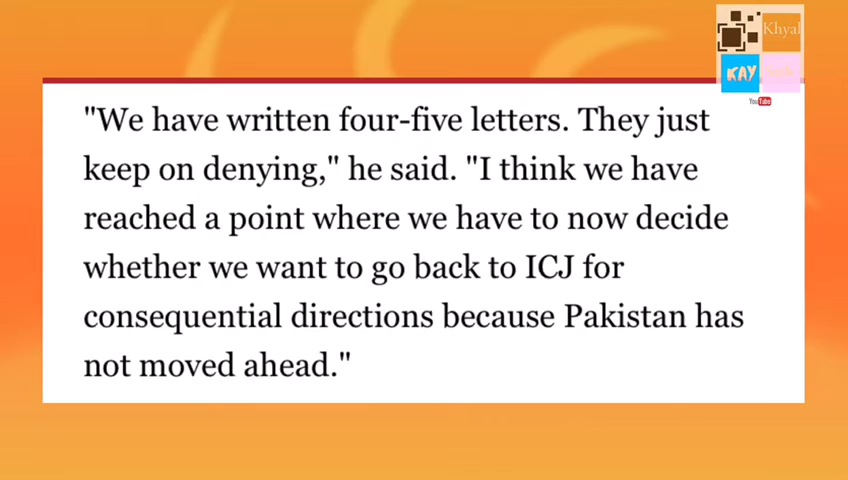 Khyal
KAY
YouTube
"We have written four-five letters. They just
keep on denying," he said. "I think we have
reached a point where we have to now decide
whether we want to go back to ICJ for
consequential directions because Pakistan has
not moved ahead."